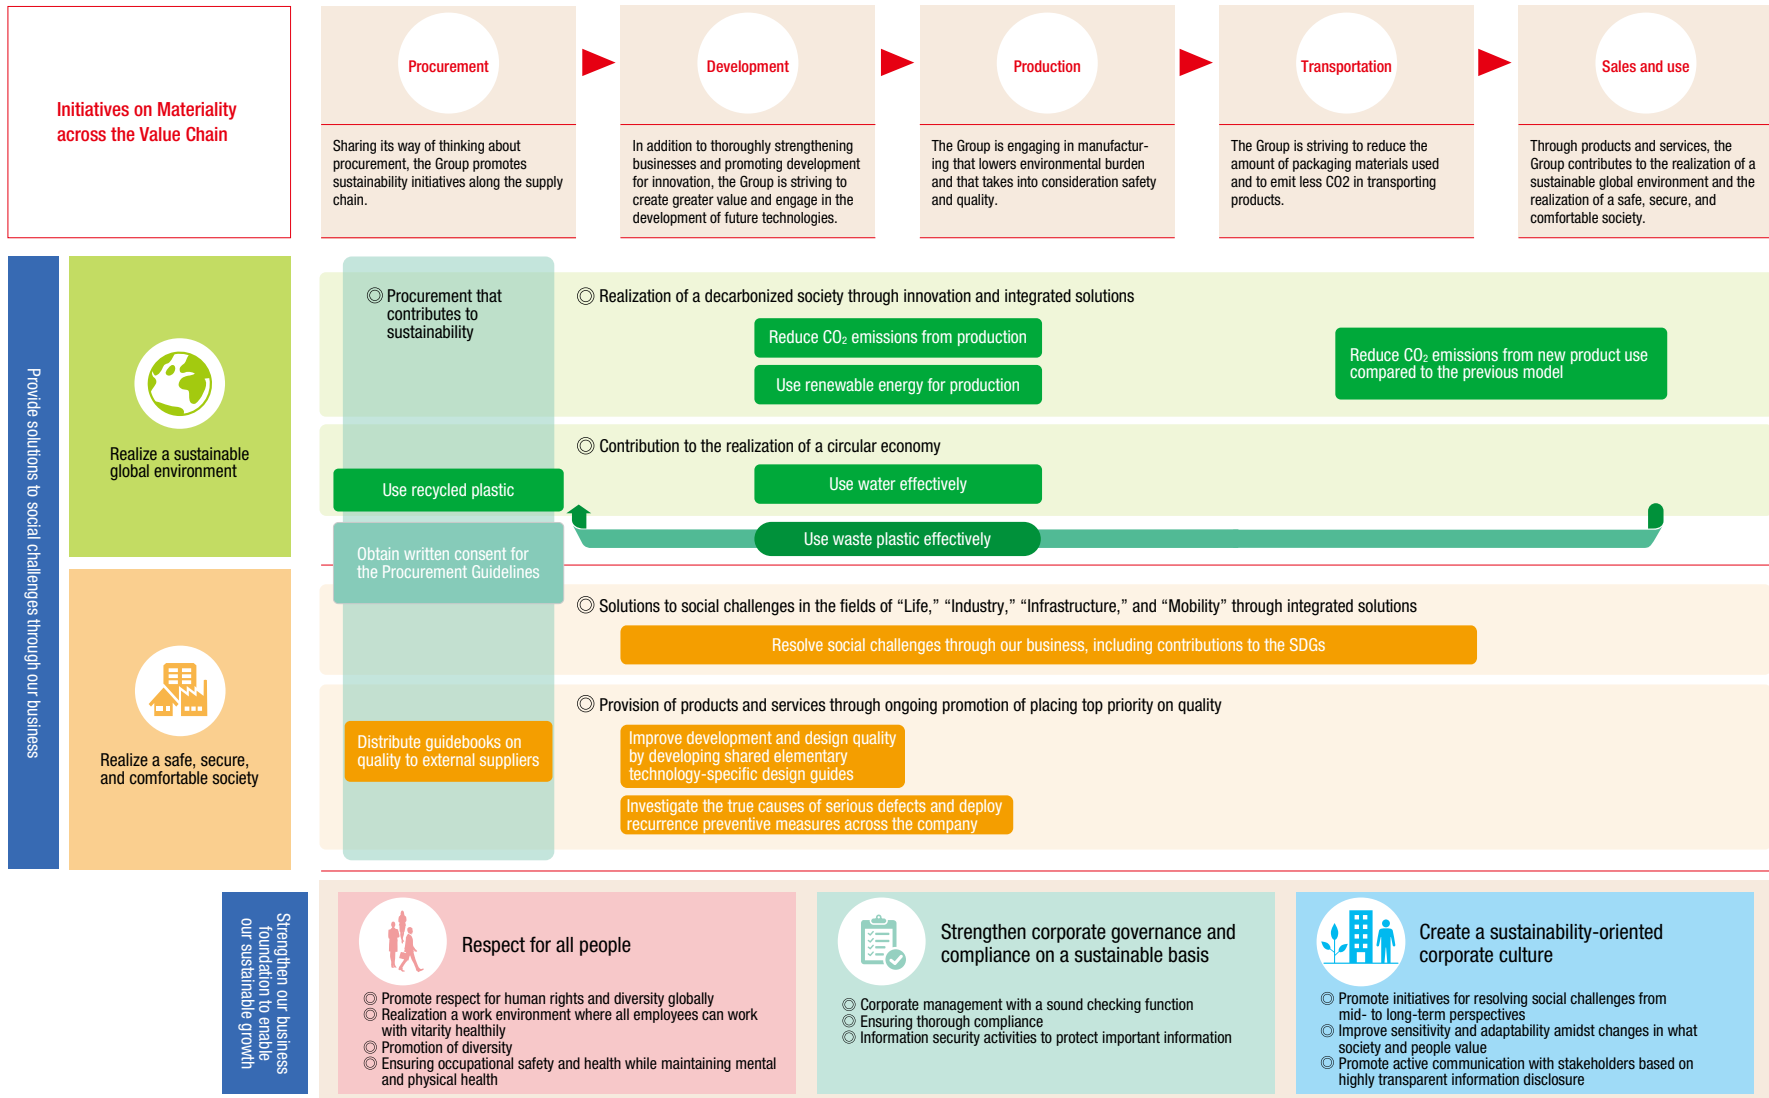 Initiatives on Materiality
across the Value Chain
Procurement
Development
Production
Transportation
Sales and use
Sharing its way of thinking about
procurement, the Group promotes
sustainability initiatives along the supply
chain.
In addition to thoroughly strengthening
businesses and promoting development
for innovation, the Group is striving to
create greater value and engage in the
development of future technologies.
The Group is engaging in manufactur-
ing that lowers environmental burden
and that takes into consideration safety
and quality.
The Group is striving to reduce the
amount of packaging materials used
and to emit less CO2 in transporting
products.
Through products and services, the
Group contributes to the realization of a
sustainable global environment and the
realization of a safe, secure, and
comfortable society.
Provide solutions to social challenges through our business
Realize a sustainable
global environment
◎ Procurement that
contributes to
sustainability
◎ Realization of a decarbonized society through innovation and integrated solutions
Reduce CO₂ emissions from production
Use renewable energy for production
Reduce CO₂ emissions from new product use
compared to the previous model
◎ Contribution to the realization of a circular economy
Use recycled plastic
Use water effectively
Use waste plastic effectively
Obtain written consent for
the Procurement Guidelines
Realize a safe, secure,
and comfortable society
◎ Solutions to social challenges in the fields of “Life,” “Industry,” “Infrastructure,” and “Mobility” through integrated solutions
Resolve social challenges through our business, including contributions to the SDGs
◎ Provision of products and services through ongoing promotion of placing top priority on quality
Distribute guidebooks on
quality to external suppliers
Improve development and design quality
by developing shared elementary
technology-specific design guides
Investigate the true causes of serious defects and deploy
recurrence preventive measures across the company
Strengthen our business
foundation to enable
our sustainable growth
Respect for all people
◎ Promote respect for human rights and diversity globally
◎ Realization a work environment where all employees can work
with vitarity healthily
◎ Promotion of diversity
◎ Ensuring occupational safety and health while maintaining mental
and physical health
Strengthen corporate governance and
compliance on a sustainable basis
◎ Corporate management with a sound checking function
◎ Ensuring thorough compliance
◎ Information security activities to protect important information
Create a sustainability-oriented
corporate culture
◎ Promote initiatives for resolving social challenges from
mid- to long-term perspectives
◎ Improve sensitivity and adaptability amidst changes in what
society and people value
◎ Promote active communication with stakeholders based on
highly transparent information disclosure